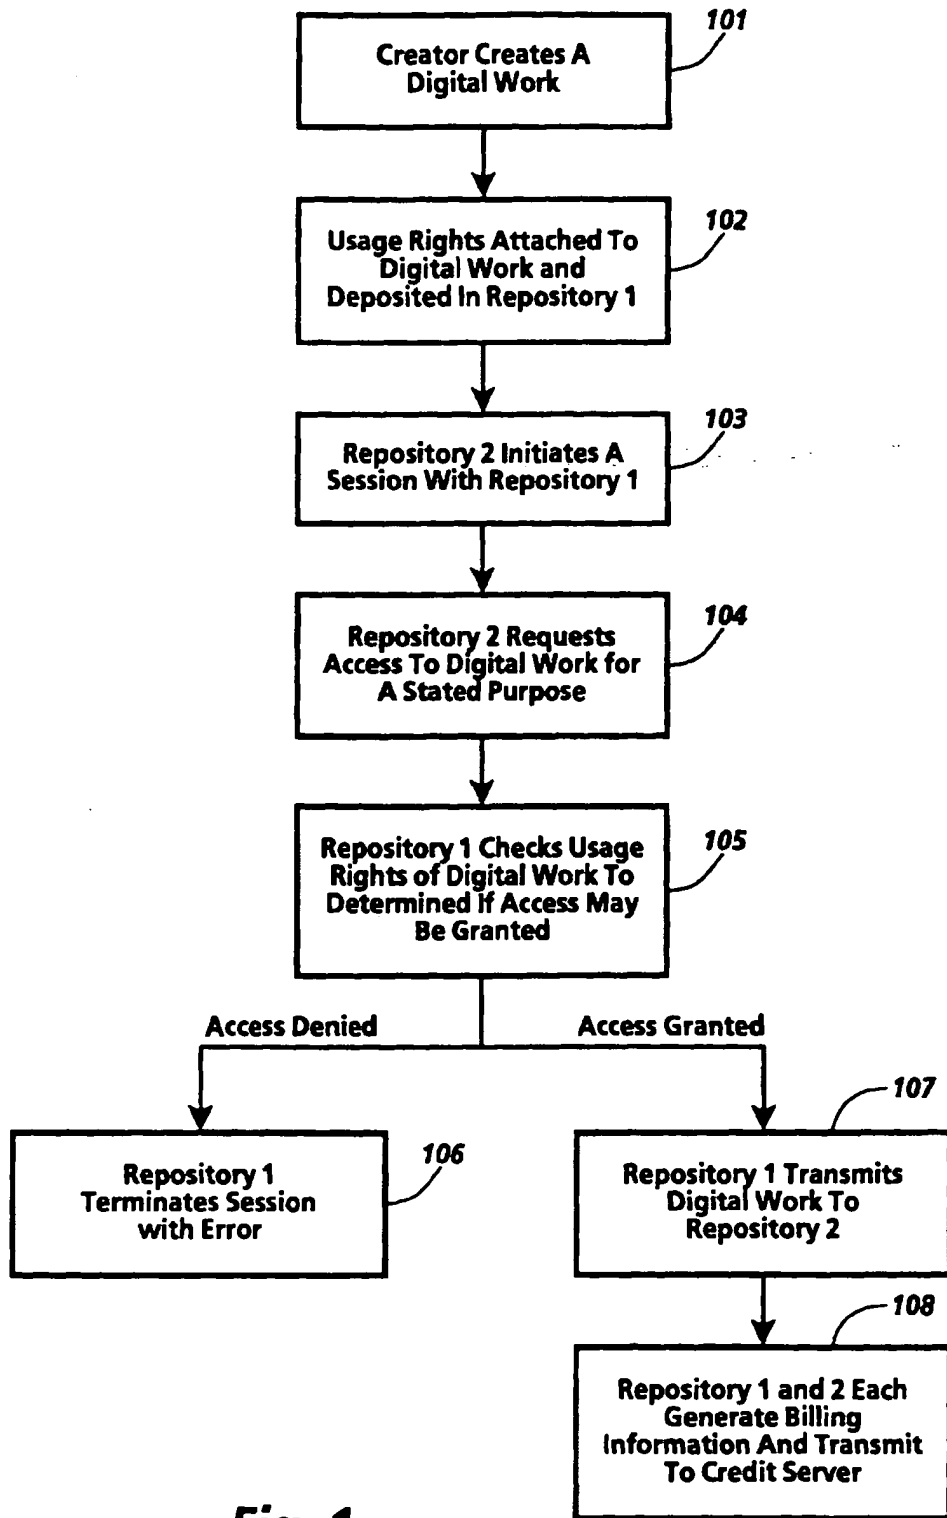 101
Creator Creates A
Digital Work
102
Usage Rights Attached To
Digital Work and
Deposited In Repository 1
103
Repository 2 Initiates A
Session With Repository 1
104
Repository 2 Requests
Access To Digital Work for
A Stated Purpose
105
Repository 1 Checks Usage
Rights of Digital Work To
Determined If Access May
Be Granted
Access Denied
Access Granted
106
Repository 1
Terminates Session
with Error
107
Repository 1 Transmits
Digital Work To
Repository 2
108
Repository 1 and 2 Each
Generate Billing
Information And Transmit
To Credit Server
Fig. 1